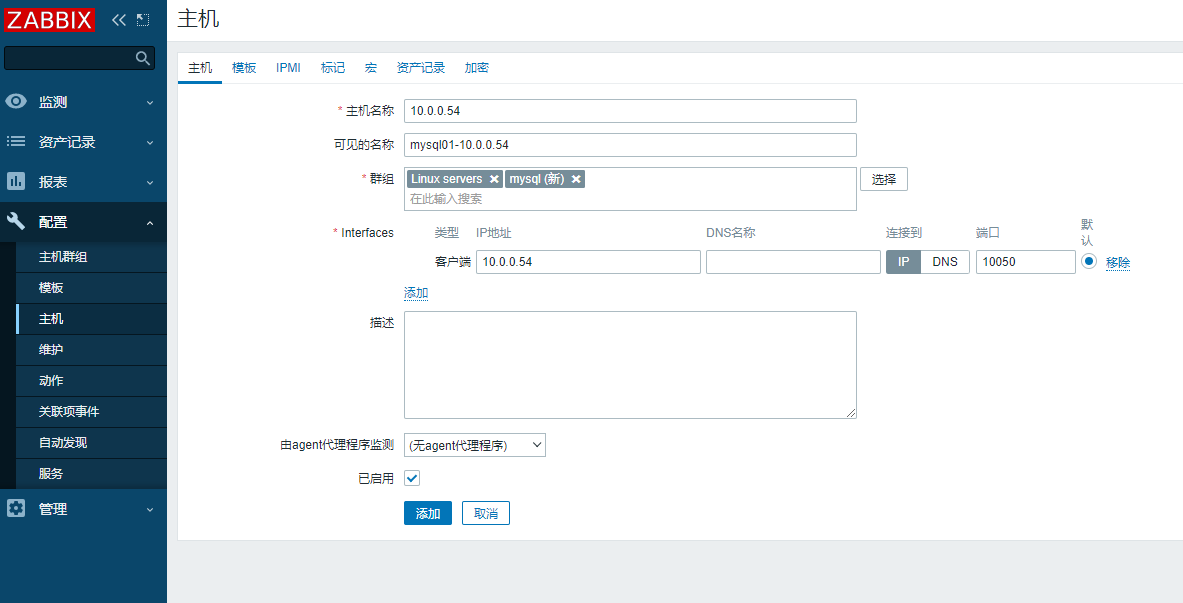 ZABBIX
监测
资产记录
报表
配置
主机群组
模板
主机
维护
动作
关联项事件
自动发现
服务
管理
主机
主机 模板 IPMI 标记 宏 资产记录 加密
* 主机名称 10.0.0.54
可见的名称 mysql01-10.0.0.54
* 群组 Linux servers mysql (新) 选择
在此输入搜索
* Interfaces 类型 IP地址 DNS名称 连接到 端口 默认
客户端 10.0.0.54 IP DNS 10050 移除
添加
描述
由agent代理程序监测 (无agent代理程序)
已启用
添加 取消